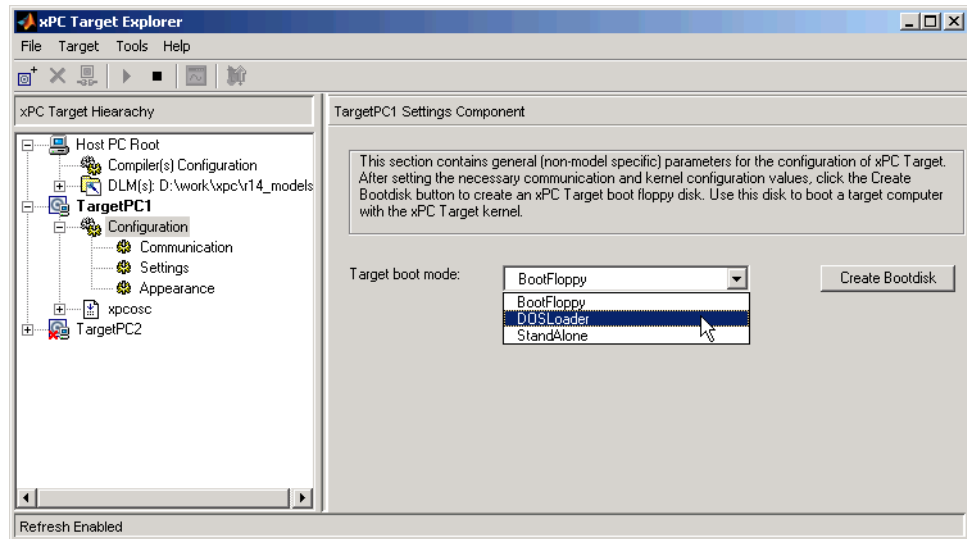 xPC Target Explorer
File Target Tools Help
xPC Target Hiearachy
Host PC Root
Compiler(s) Configuration
DLM(s): D:\work\xpc\r14_models
TargetPC1
Configuration
Communication
Settings
Appearance
xpcosc
TargetPC2
TargetPC1 Settings Component
This section contains general (non-model specific) parameters for the configuration of xPC Target.
After setting the necessary communication and kernel configuration values, click the Create
Bootdisk button to create an xPC Target boot floppy disk. Use this disk to boot a target computer
with the xPC Target kernel.
Target boot mode:
BootFloppy
Create Bootdisk
BootFloppy
DOSLoader
StandAlone
Refresh Enabled